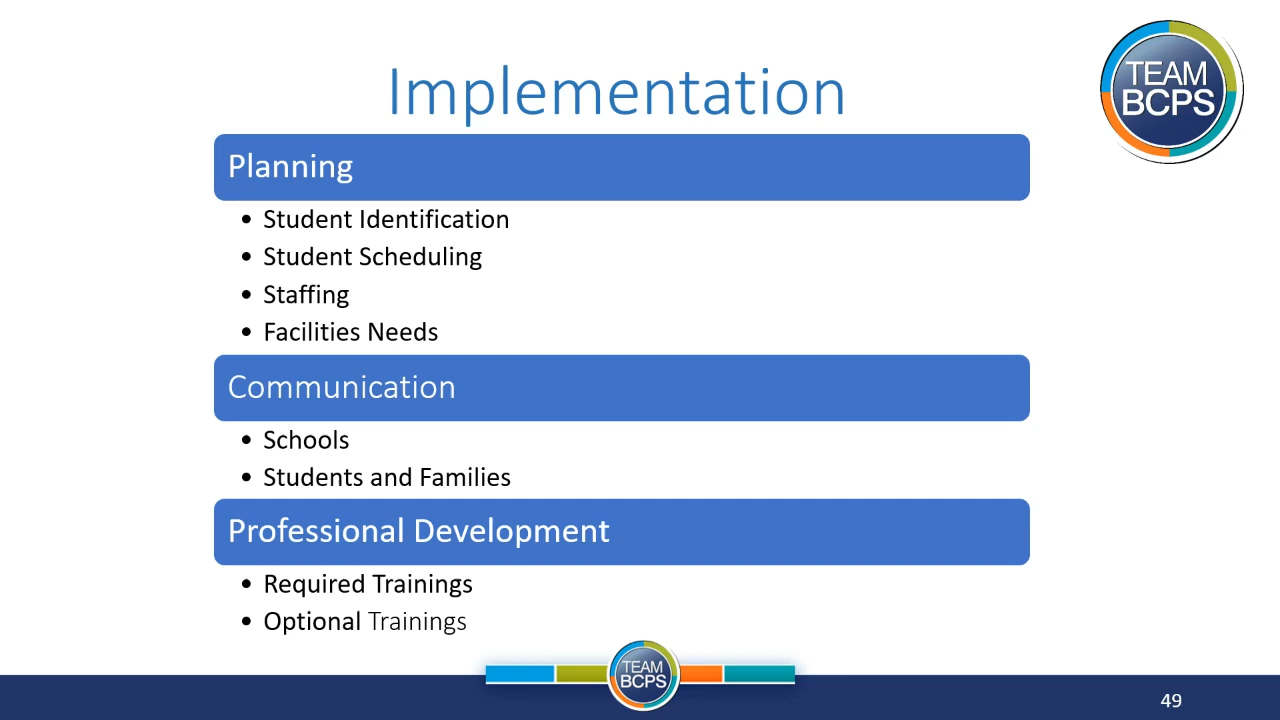 Implementation
TEAM
BCPS
Planning
• Student Identification
• Student Scheduling
• Staffing
• Facilities Needs
Communication
• Schools
• Students and Families
Professional Development
• Required Trainings
• Optional Trainings
TEAM
BCPS
49